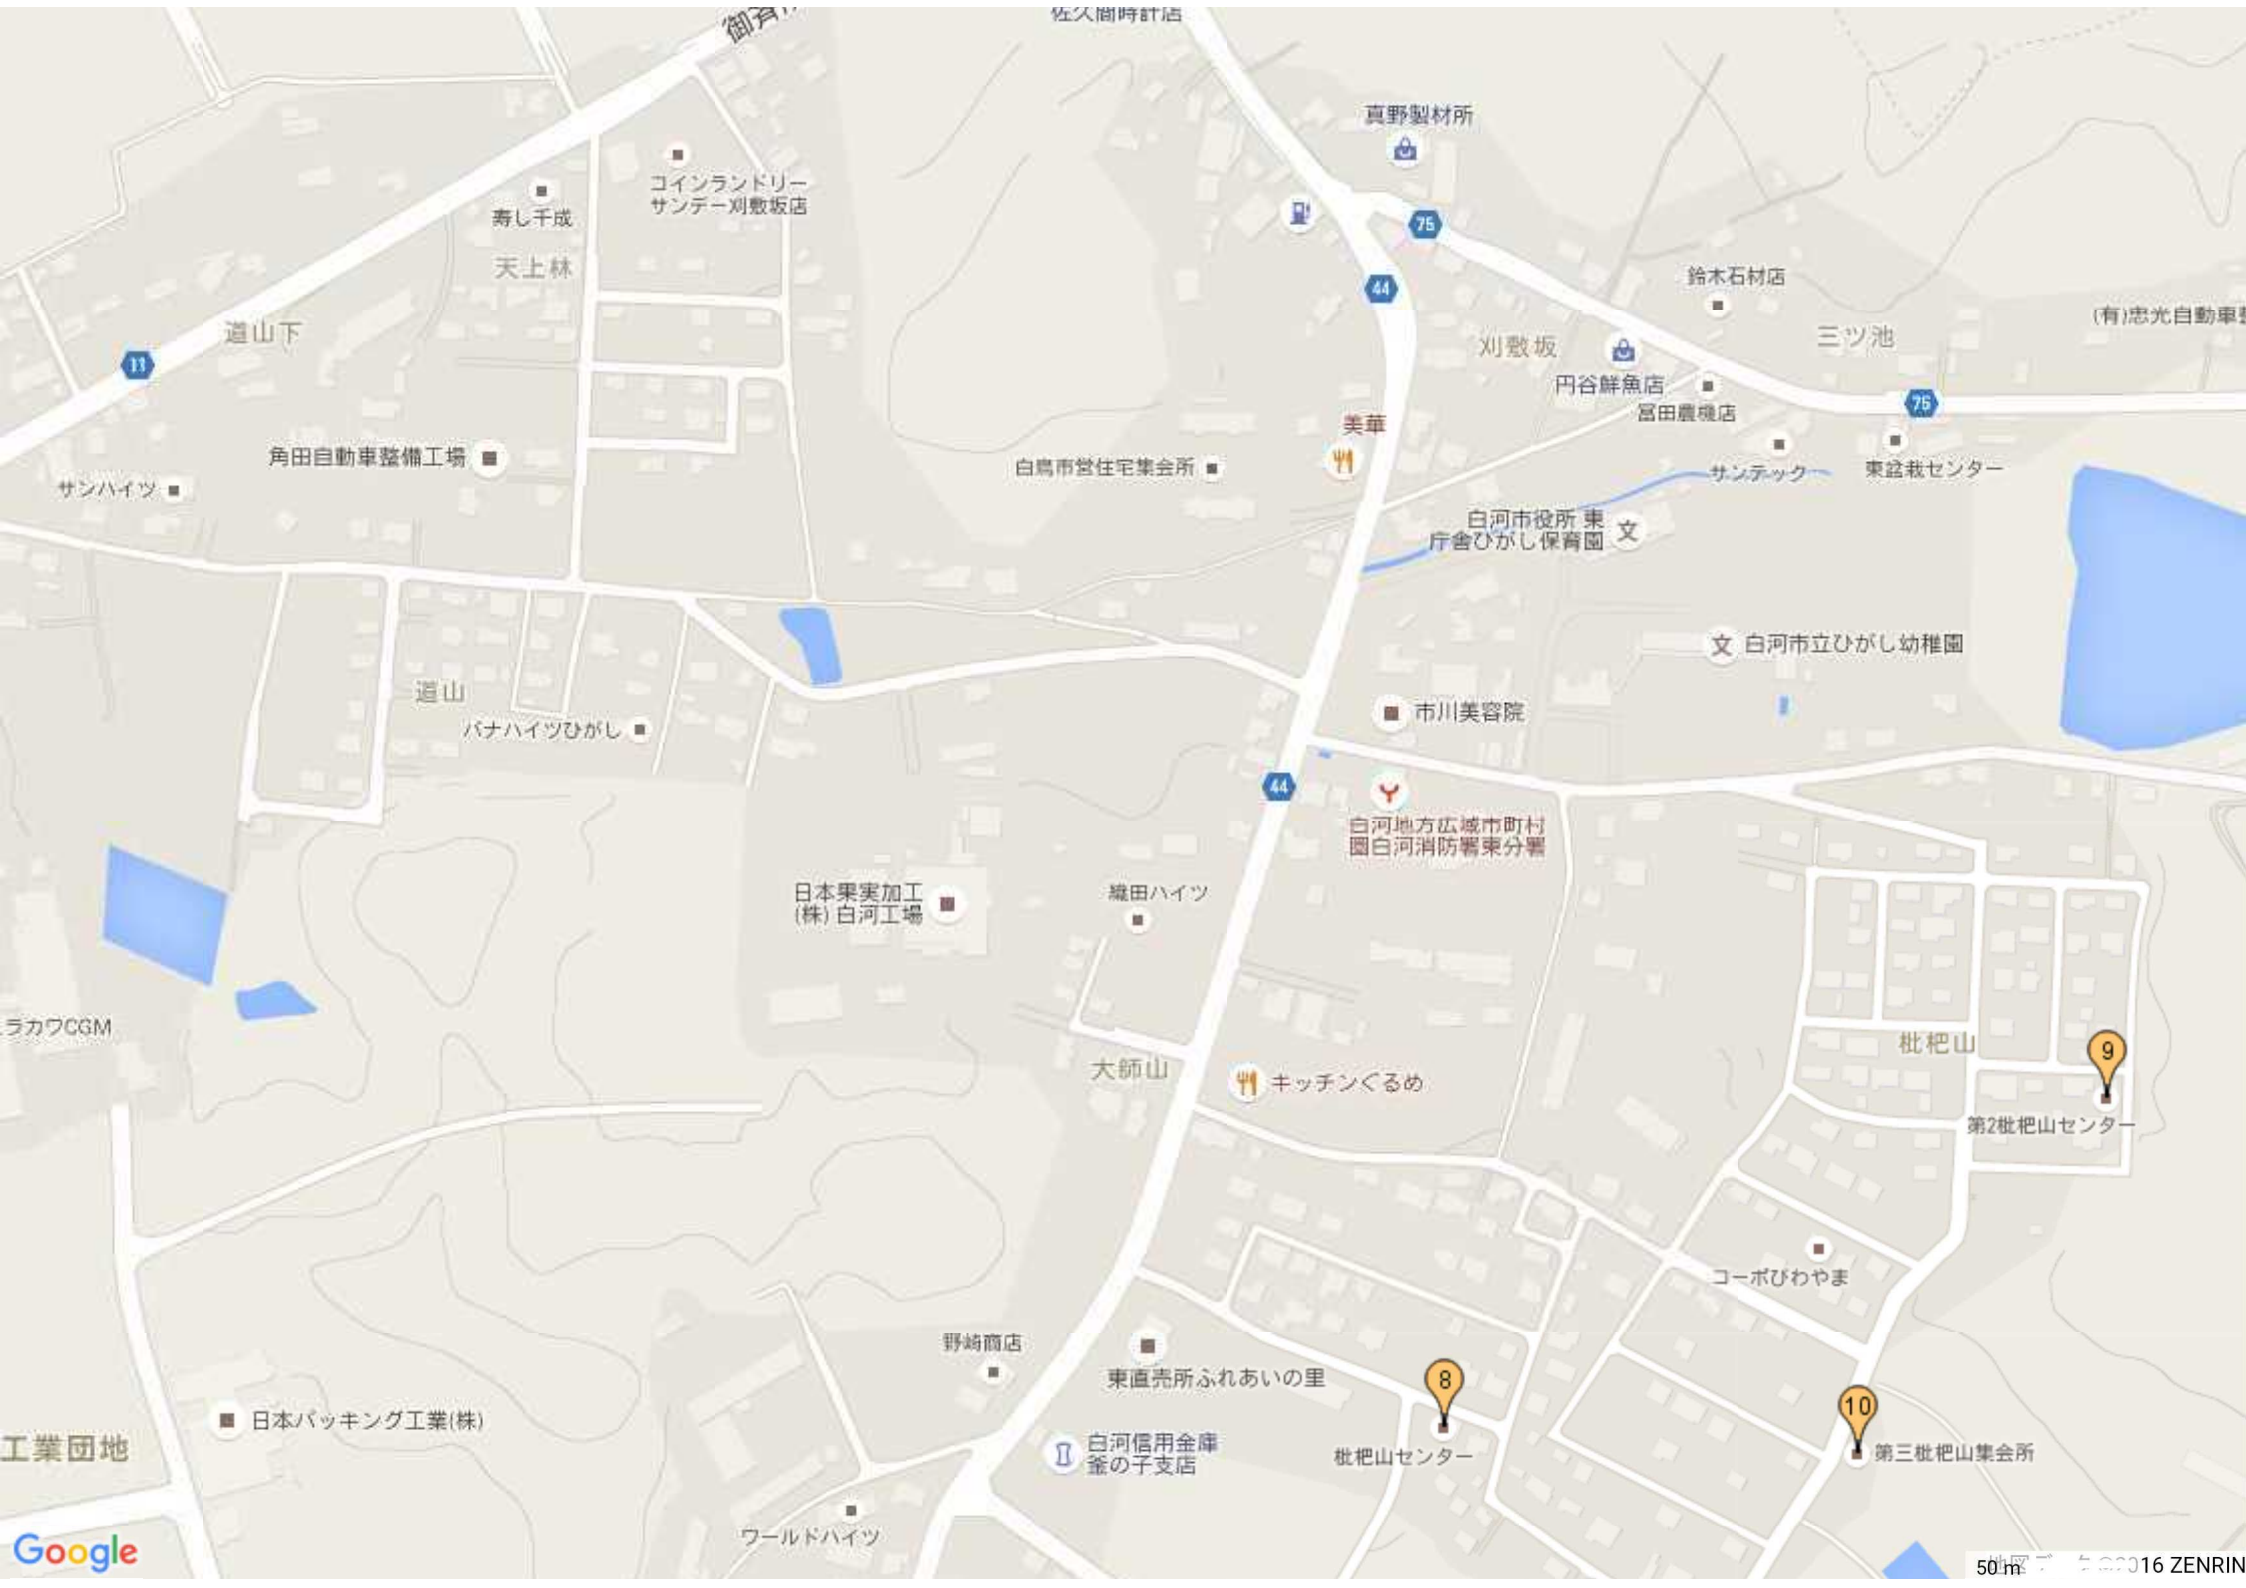 佐久間時計店
真野製材所
コインランドリー
サンデー刈敷坂店
寿し千成
75
天上林
44
鈴木石材店
(有)忠光自動車
道山下
三ツ池
刈敷坂
13
円谷鮮魚店
75
冨田農機店
美華
角田自動車整備工場
白鳥市営住宅集会所
サンテック
東盆栽センター
サンハイツ
白河市役所 東
庁舎ひがし保育園
文
文 白河市立ひがし幼稚園
道山
市川美容院
バナハイツひがし
44
白河地方広域市町村
圏白河消防署東分署
日本果実加工
(株) 白河工場
織田ハイツ
ラカワCGM
枇杷山
9
大師山
キッチンぐるめ
第2枇杷山センター
コーポびわやま
野崎商店
東直売所ふれあいの里
8
10
日本パッキング工業(株)
工業団地
白河信用金庫
釜の子支店
枇杷山センター
第三枇杷山集会所
ワールドハイツ
Google
50 m
16 ZENRIN